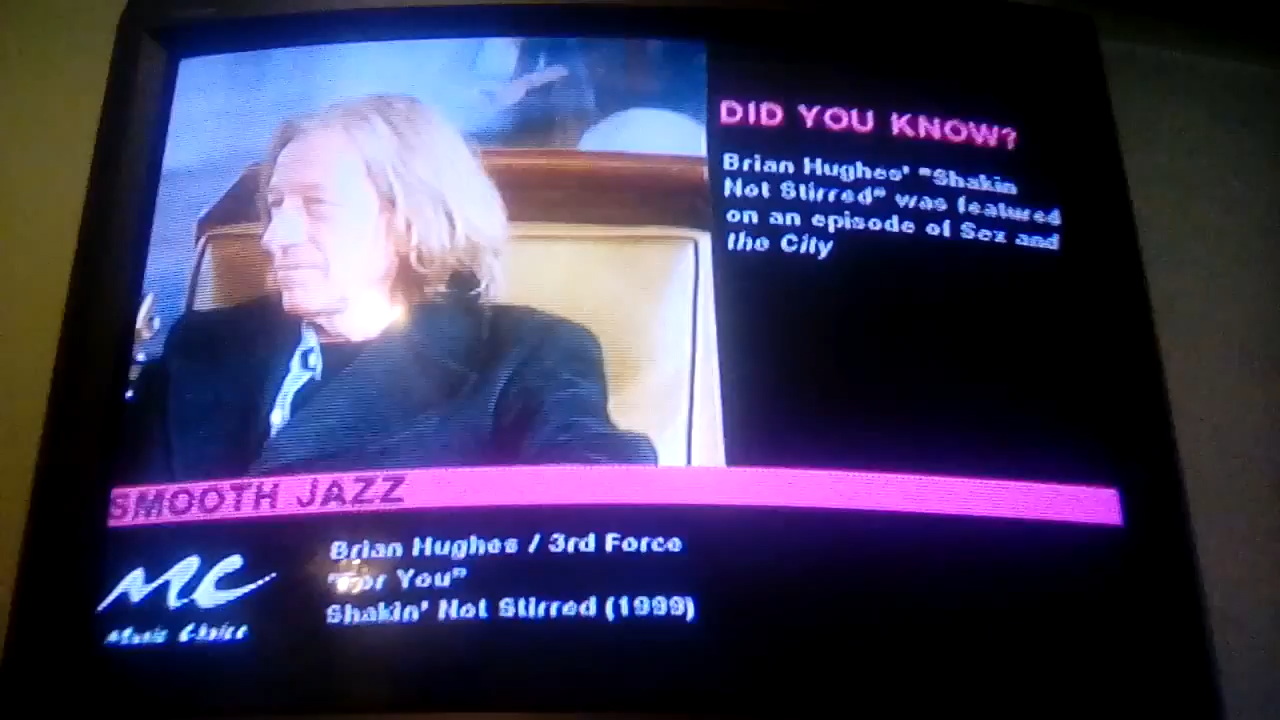 DID YOU KNOW?
Brian Hughes' "Shakin
Not Stirred" was featured
on an episode of Sex and
the City
SMOOTH JAZZ
Brian Hughes / 3rd Force
"For You"
Shakin' Not Stirred (1999)
MC
Music Choice